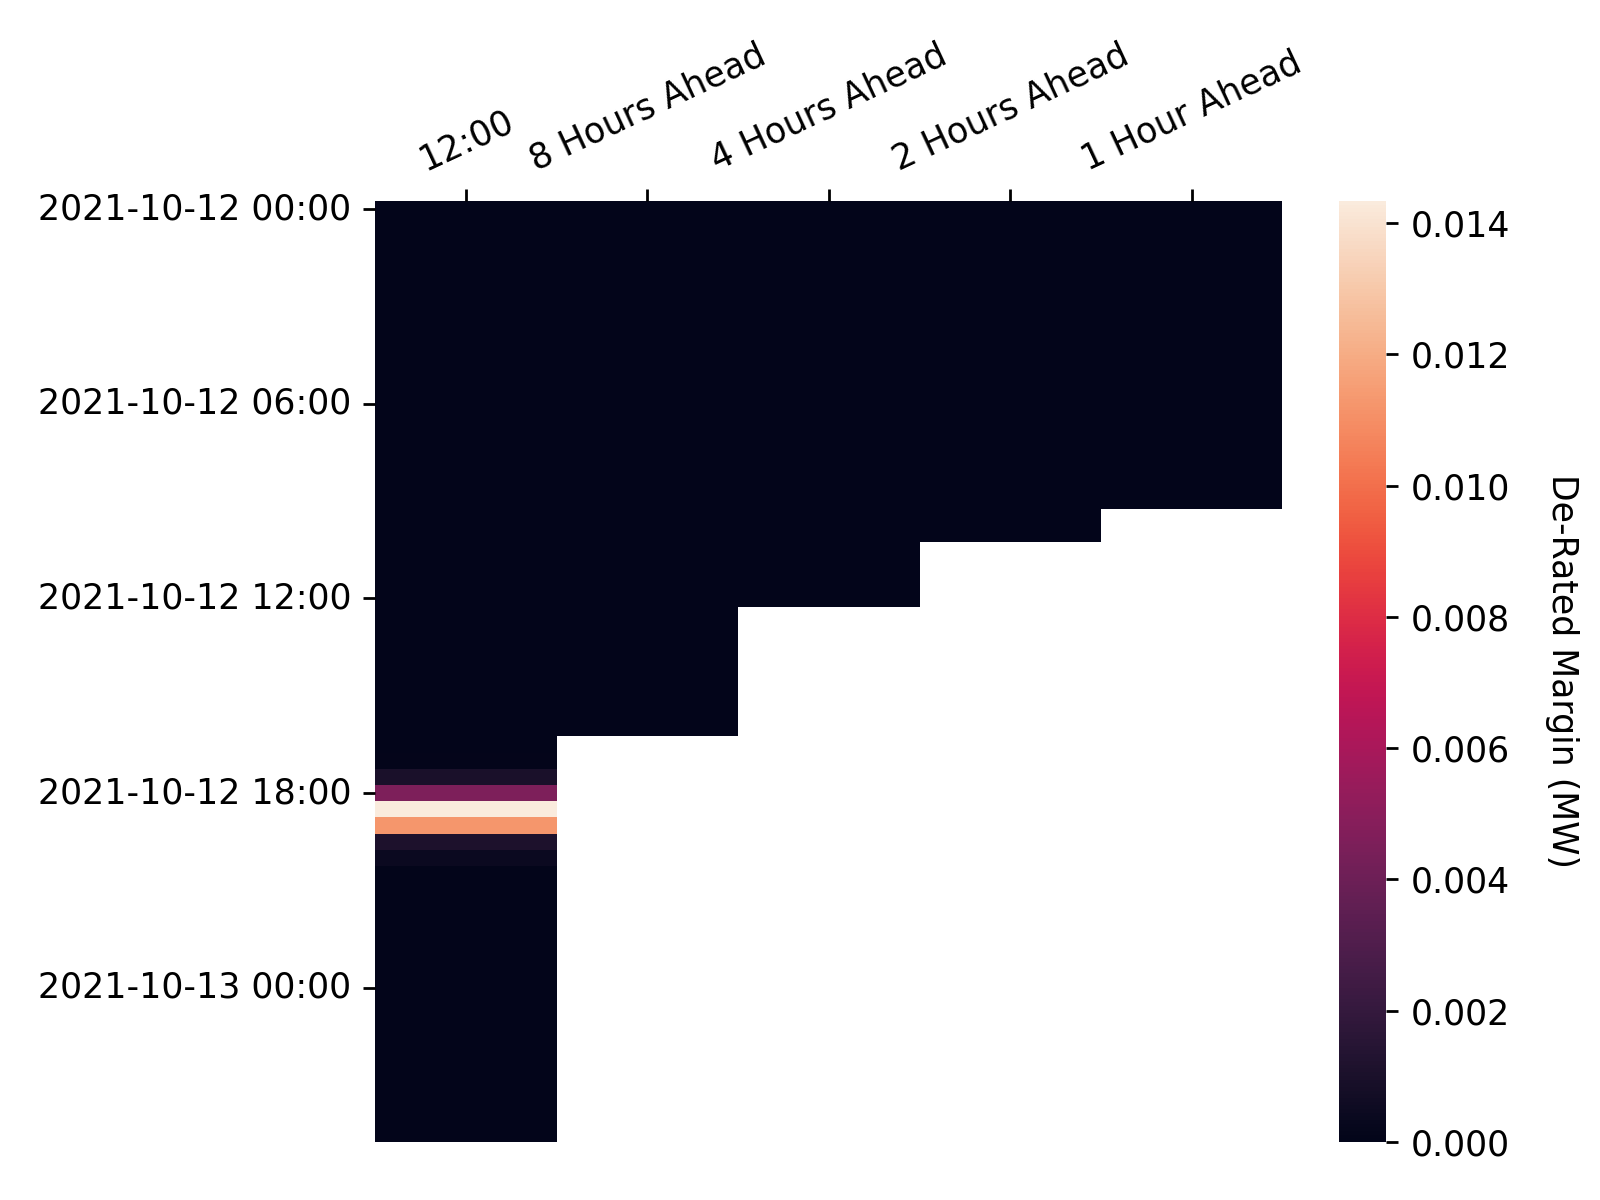 12:00
8 Hours Ahead
4 Hours Ahead
2 Hours Ahead
1 Hour Ahead
2021-10-12 00:00
2021-10-12 06:00
2021-10-12 12:00
2021-10-12 18:00
2021-10-13 00:00
0.014
0.012
0.010
0.008
0.006
0.004
0.002
0.000
De-Rated Margin (MW)